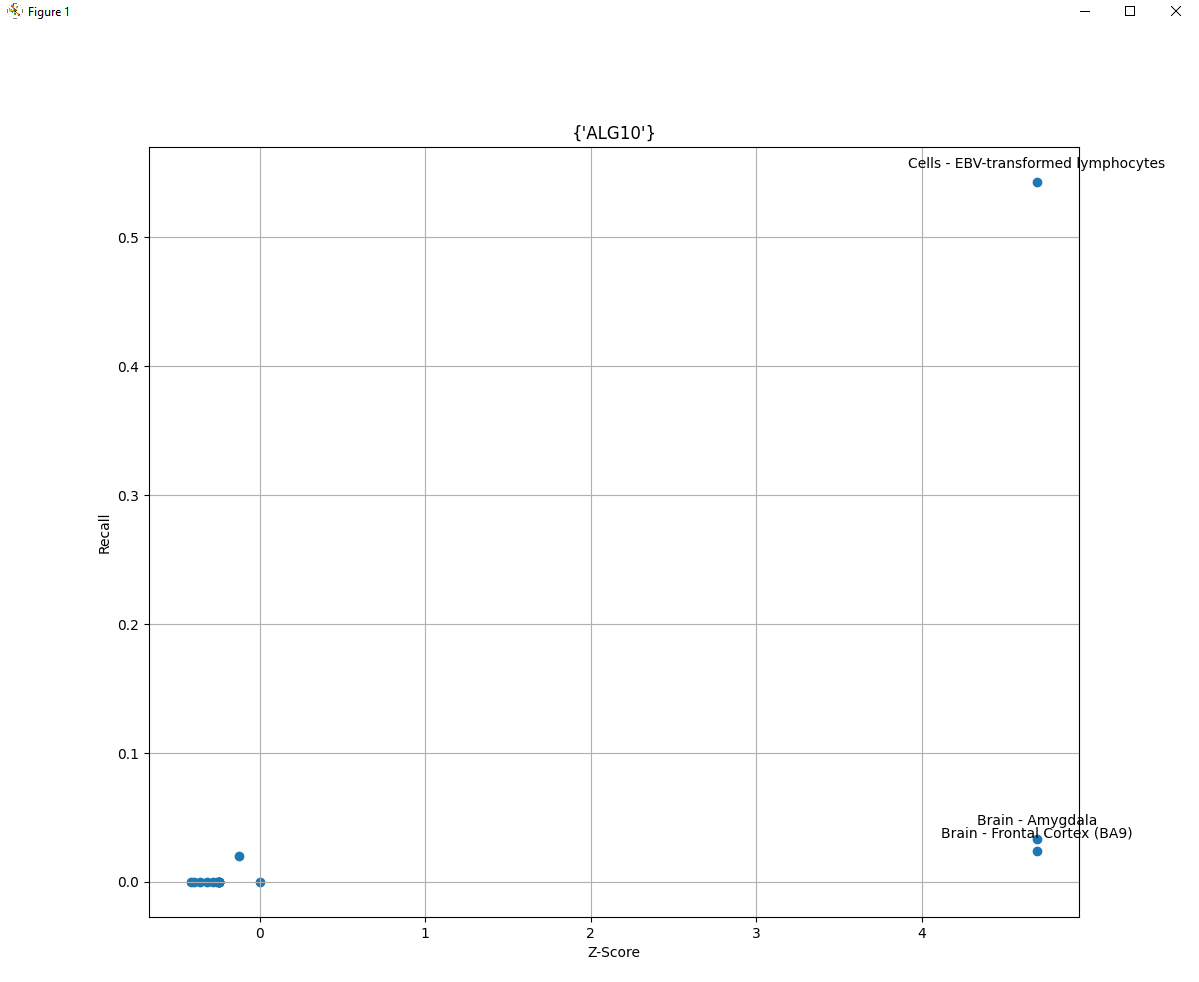 Figure 1
{'ALG10'}
Cells - EBV-transformed lymphocytes
0.5
0.4
0.3
Recall
0.2
0.1
Brain - Amygdala
Brain - Frontal Cortex (BA9)
0.0
0 1 2 3 4
Z-Score